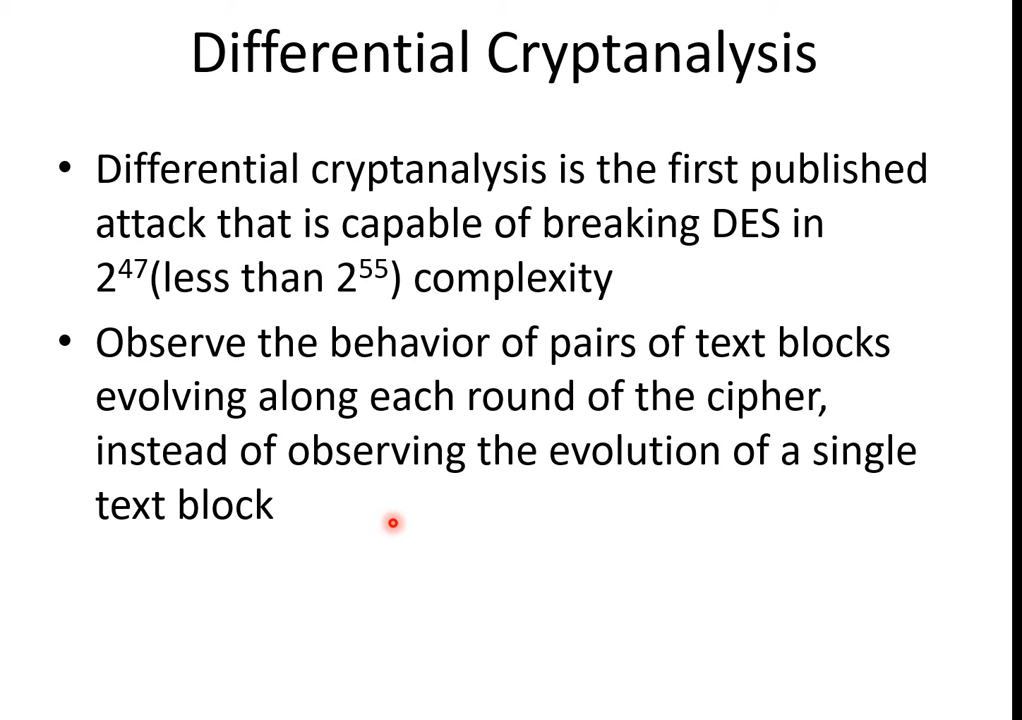 Differential Cryptanalysis
• Differential cryptanalysis is the first published
attack that is capable of breaking DES in
2⁴⁷(less than 2⁵⁵) complexity
• Observe the behavior of pairs of text blocks
evolving along each round of the cipher,
instead of observing the evolution of a single
text block